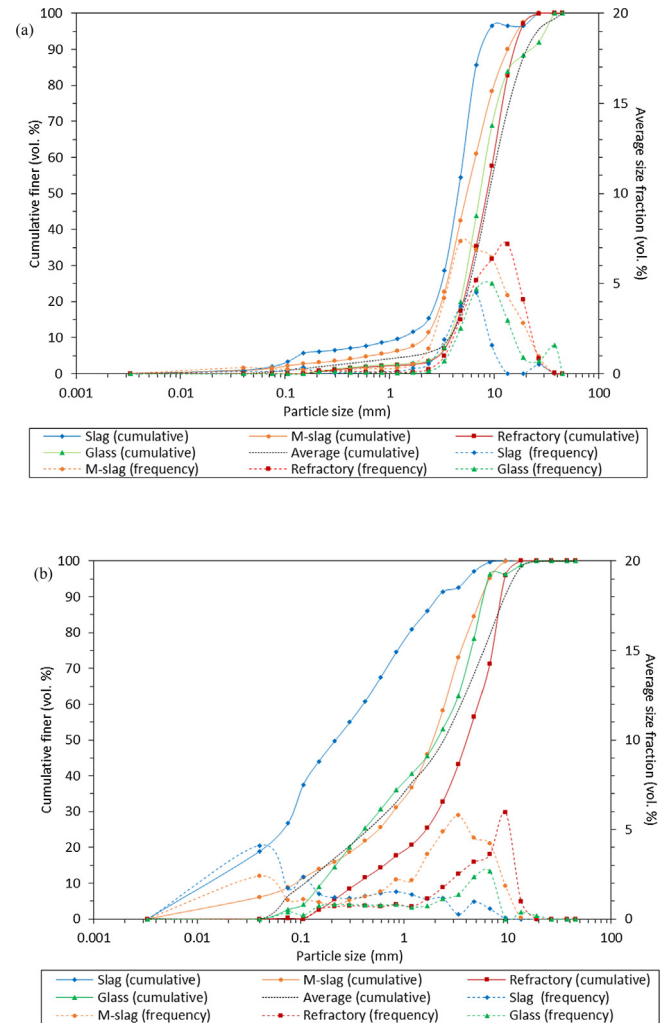 (a)
100
90
80
70
60
50
40
30
20
10
0
Cumulative finer (vol. %)
20
15
10
5
0
Average size fraction (vol. %)
0.001 0.01 0.1 1 10 100
Particle size (mm)
Slag (cumulative) M-slag (cumulative) Refractory (cumulative)
Glass (cumulative) Average (cumulative) Slag (frequency)
M-slag (frequency) Refractory (frequency) Glass (frequency)
(b)
100
90
80
70
60
50
40
30
20
10
0
Cumulative finer (vol. %)
20
15
10
5
0
Average size fraction (vol. %)
0.001 0.01 0.1 1 10 100
Particle size (mm)
Slag (cumulative) M-slag (cumulative) Refractory (cumulative)
Glass (cumulative) Average (cumulative) Slag (frequency)
M-slag (frequency) Refractory (frequency) Glass (frequency)